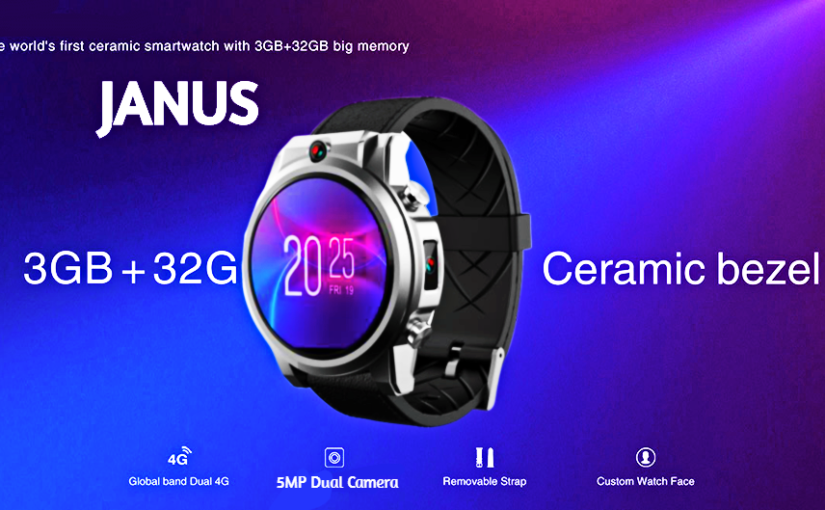 e world's first ceramic smartwatch with 3GB+32GB big memory
JANUS
3GB + 32G
20 25
FRI 19
Ceramic bezel
4G
Global band Dual 4G
5MP Dual Camera
Removable Strap
Custom Watch Face